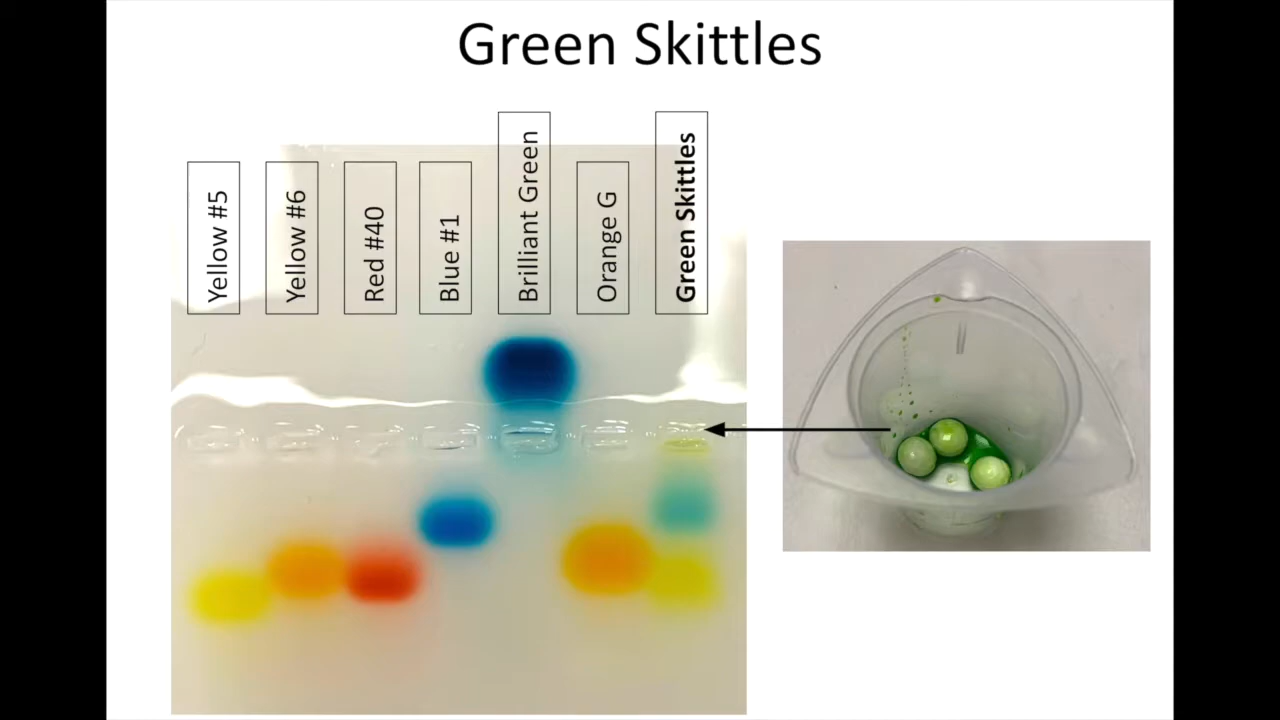 Green Skittles
Yellow #5
Yellow #6
Red #40
Blue #1
Brilliant Green
Orange G
Green Skittles